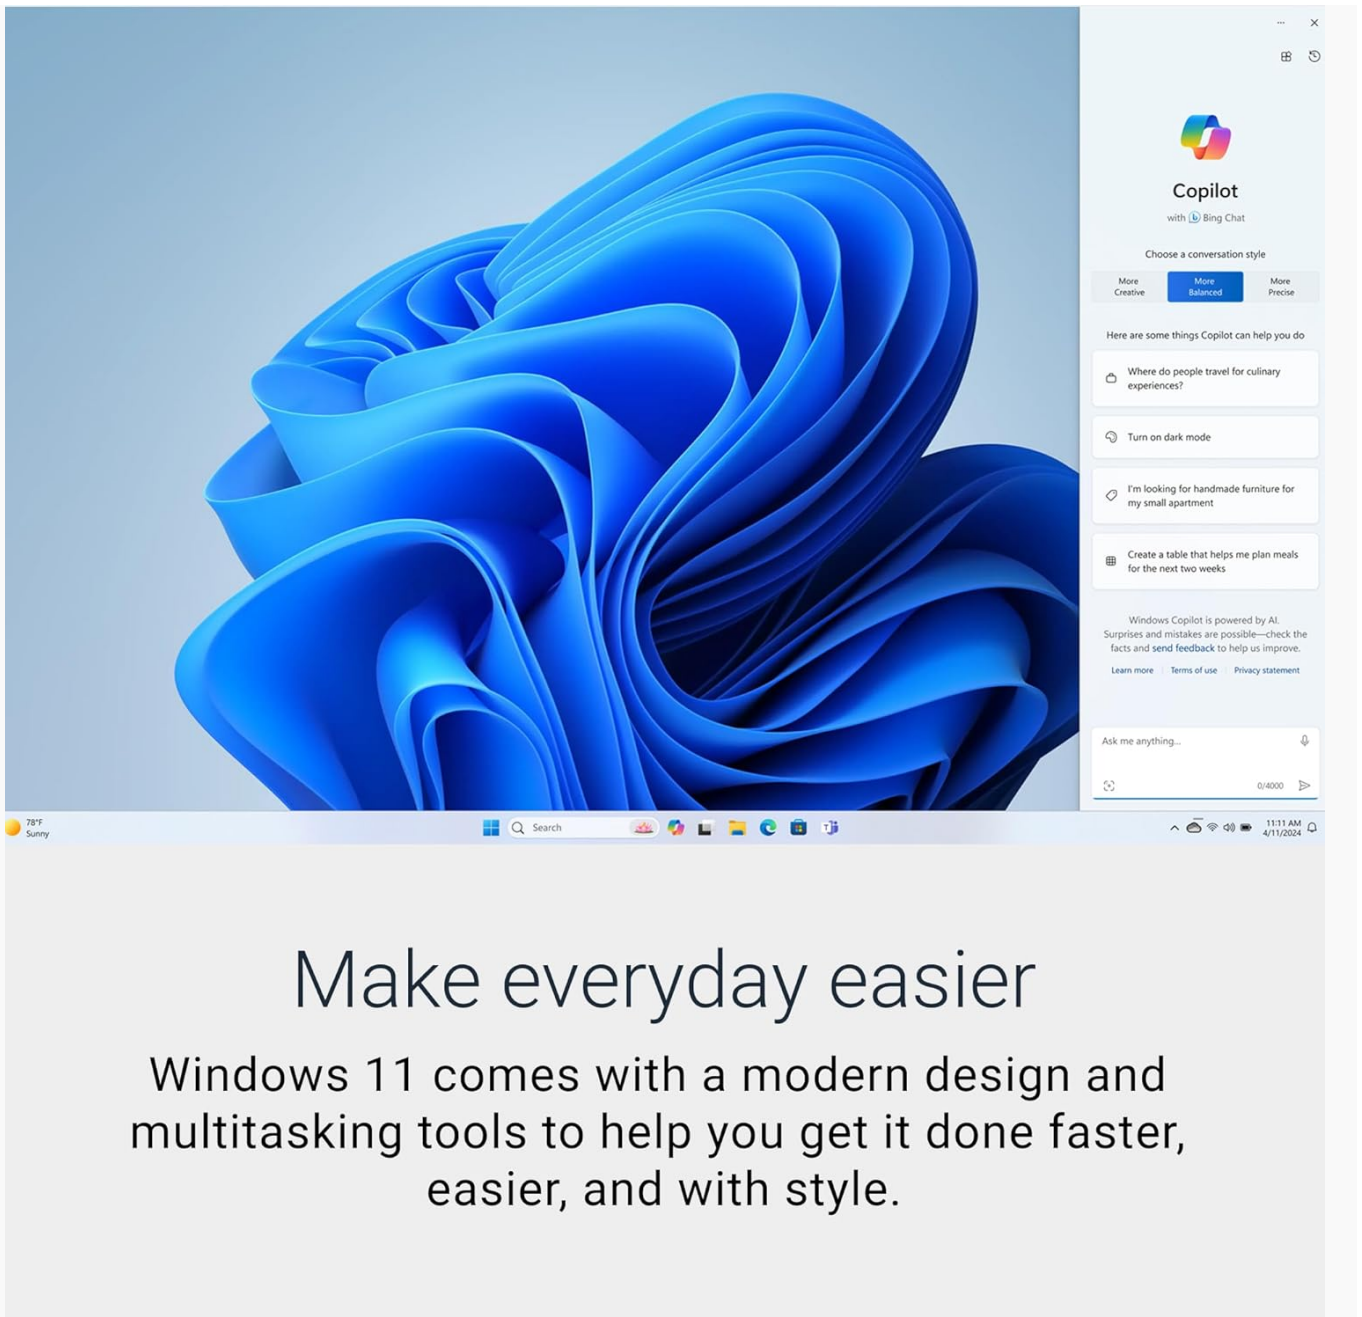 Copilot
with Bing Chat
Choose a conversation style
More
Creative
More
Balanced
More
Precise
Here are some things Copilot can help you do
Where do people travel for culinary
experiences?
Turn on dark mode
I'm looking for handmade furniture for
my small apartment
Create a table that helps me plan meals
for the next two weeks
Windows Copilot is powered by AI.
Surprises and mistakes are possible—check the
facts and send feedback to help us improve.
Learn more Terms of use Privacy statement
Ask me anything...
0/4000
78°F
Sunny
Search
11:11 AM
4/11/2024
Make everyday easier
Windows 11 comes with a modern design and
multitasking tools to help you get it done faster,
easier, and with style.